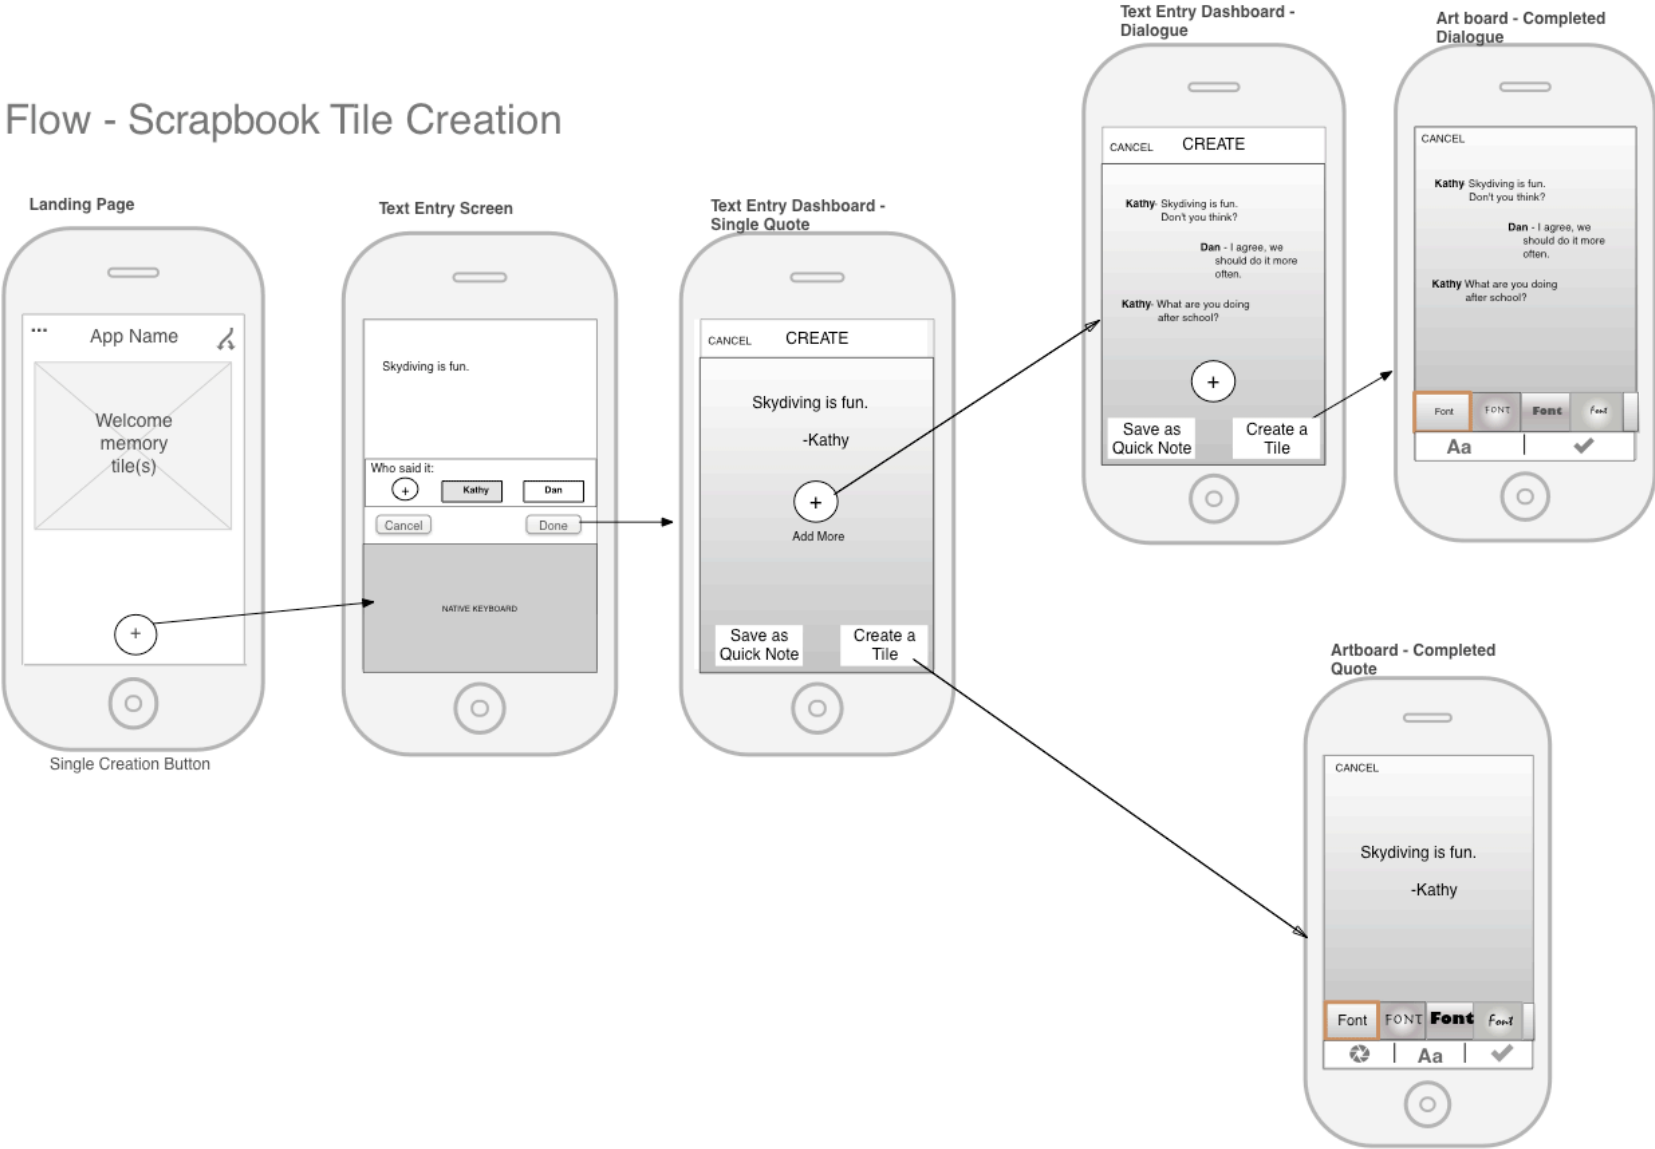 Flow - Scrapbook Tile Creation
Landing Page
...
App Name
Welcome
memory
tile(s)
+
Single Creation Button
Text Entry Screen
Skydiving is fun.
Who said it:
+ Kathy Dan
Cancel Done
NATIVE KEYBOARD
Text Entry Dashboard -
Single Quote
CANCEL CREATE
Skydiving is fun.
-Kathy
+
Add More
Save as
Quick Note
Create a
Tile
Text Entry Dashboard -
Dialogue
CANCEL CREATE
Kathy- Skydiving is fun.
Don't you think?
Dan - I agree, we
should do it more
often.
Kathy- What are you doing
after school?
+
Save as
Quick Note
Create a
Tile
Art board - Completed
Dialogue
CANCEL
Kathy Skydiving is fun.
Don't you think?
Dan - I agree, we
should do it more
often.
Kathy What are you doing
after school?
Font FONT Font Font
Aa
Artboard - Completed
Quote
CANCEL
Skydiving is fun.
-Kathy
Font FONT Font Font
Aa